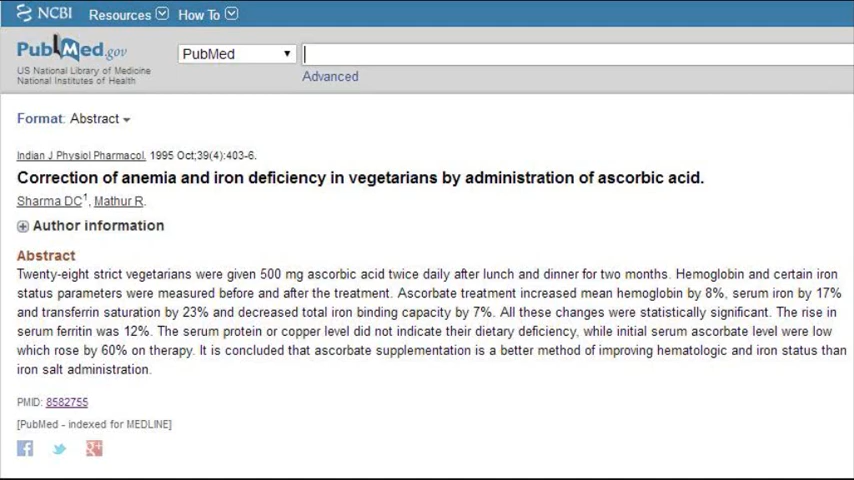 NCBI Resources How To
PubMed.gov
US National Library of Medicine
National Institutes of Health
PubMed
Advanced
Format: Abstract
Indian J Physiol Pharmacol. 1995 Oct;39(4):403-6.
Correction of anemia and iron deficiency in vegetarians by administration of ascorbic acid.
Sharma DC1, Mathur R.
Author information
Abstract
Twenty-eight strict vegetarians were given 500 mg ascorbic acid twice daily after lunch and dinner for two months. Hemoglobin and certain iron
status parameters were measured before and after the treatment. Ascorbate treatment increased mean hemoglobin by 8%, serum iron by 17%
and transferrin saturation by 23% and decreased total iron binding capacity by 7%. All these changes were statistically significant. The rise in
serum ferritin was 12%. The serum protein or copper level did not indicate their dietary deficiency, while initial serum ascorbate level were low
which rose by 60% on therapy. It is concluded that ascorbate supplementation is a better method of improving hematologic and iron status than
iron salt administration.
PMID: 8582755
[PubMed - indexed for MEDLINE]